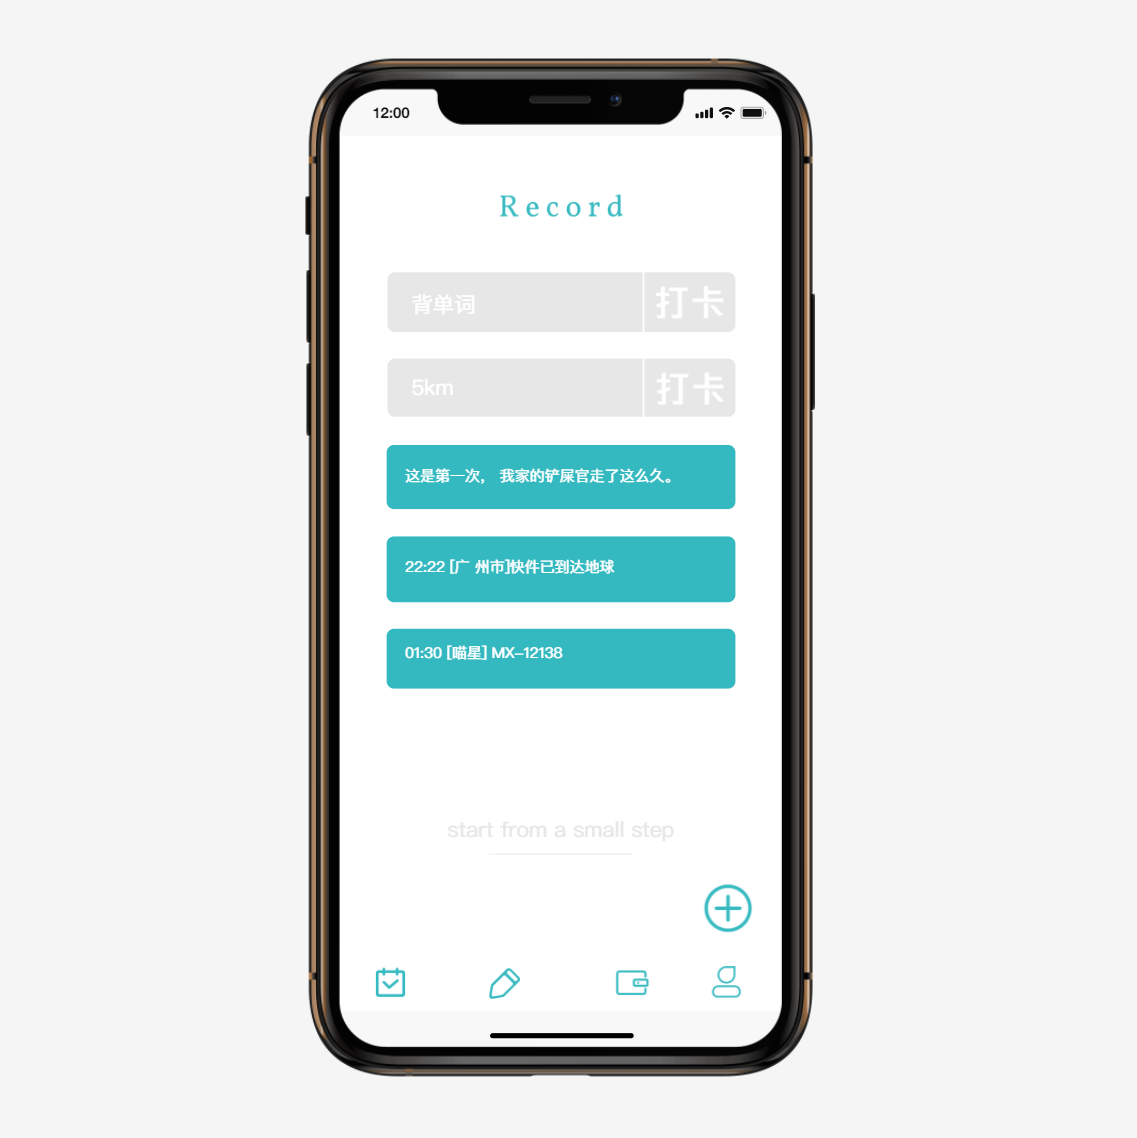 12:00
Record
背单词 打卡
5km 打卡
这是第一次， 我家的铲屎官走了这么久。
22:22 [广 州市]快件已到达地球
01:30 [喵星] MX-12138
start from a small step